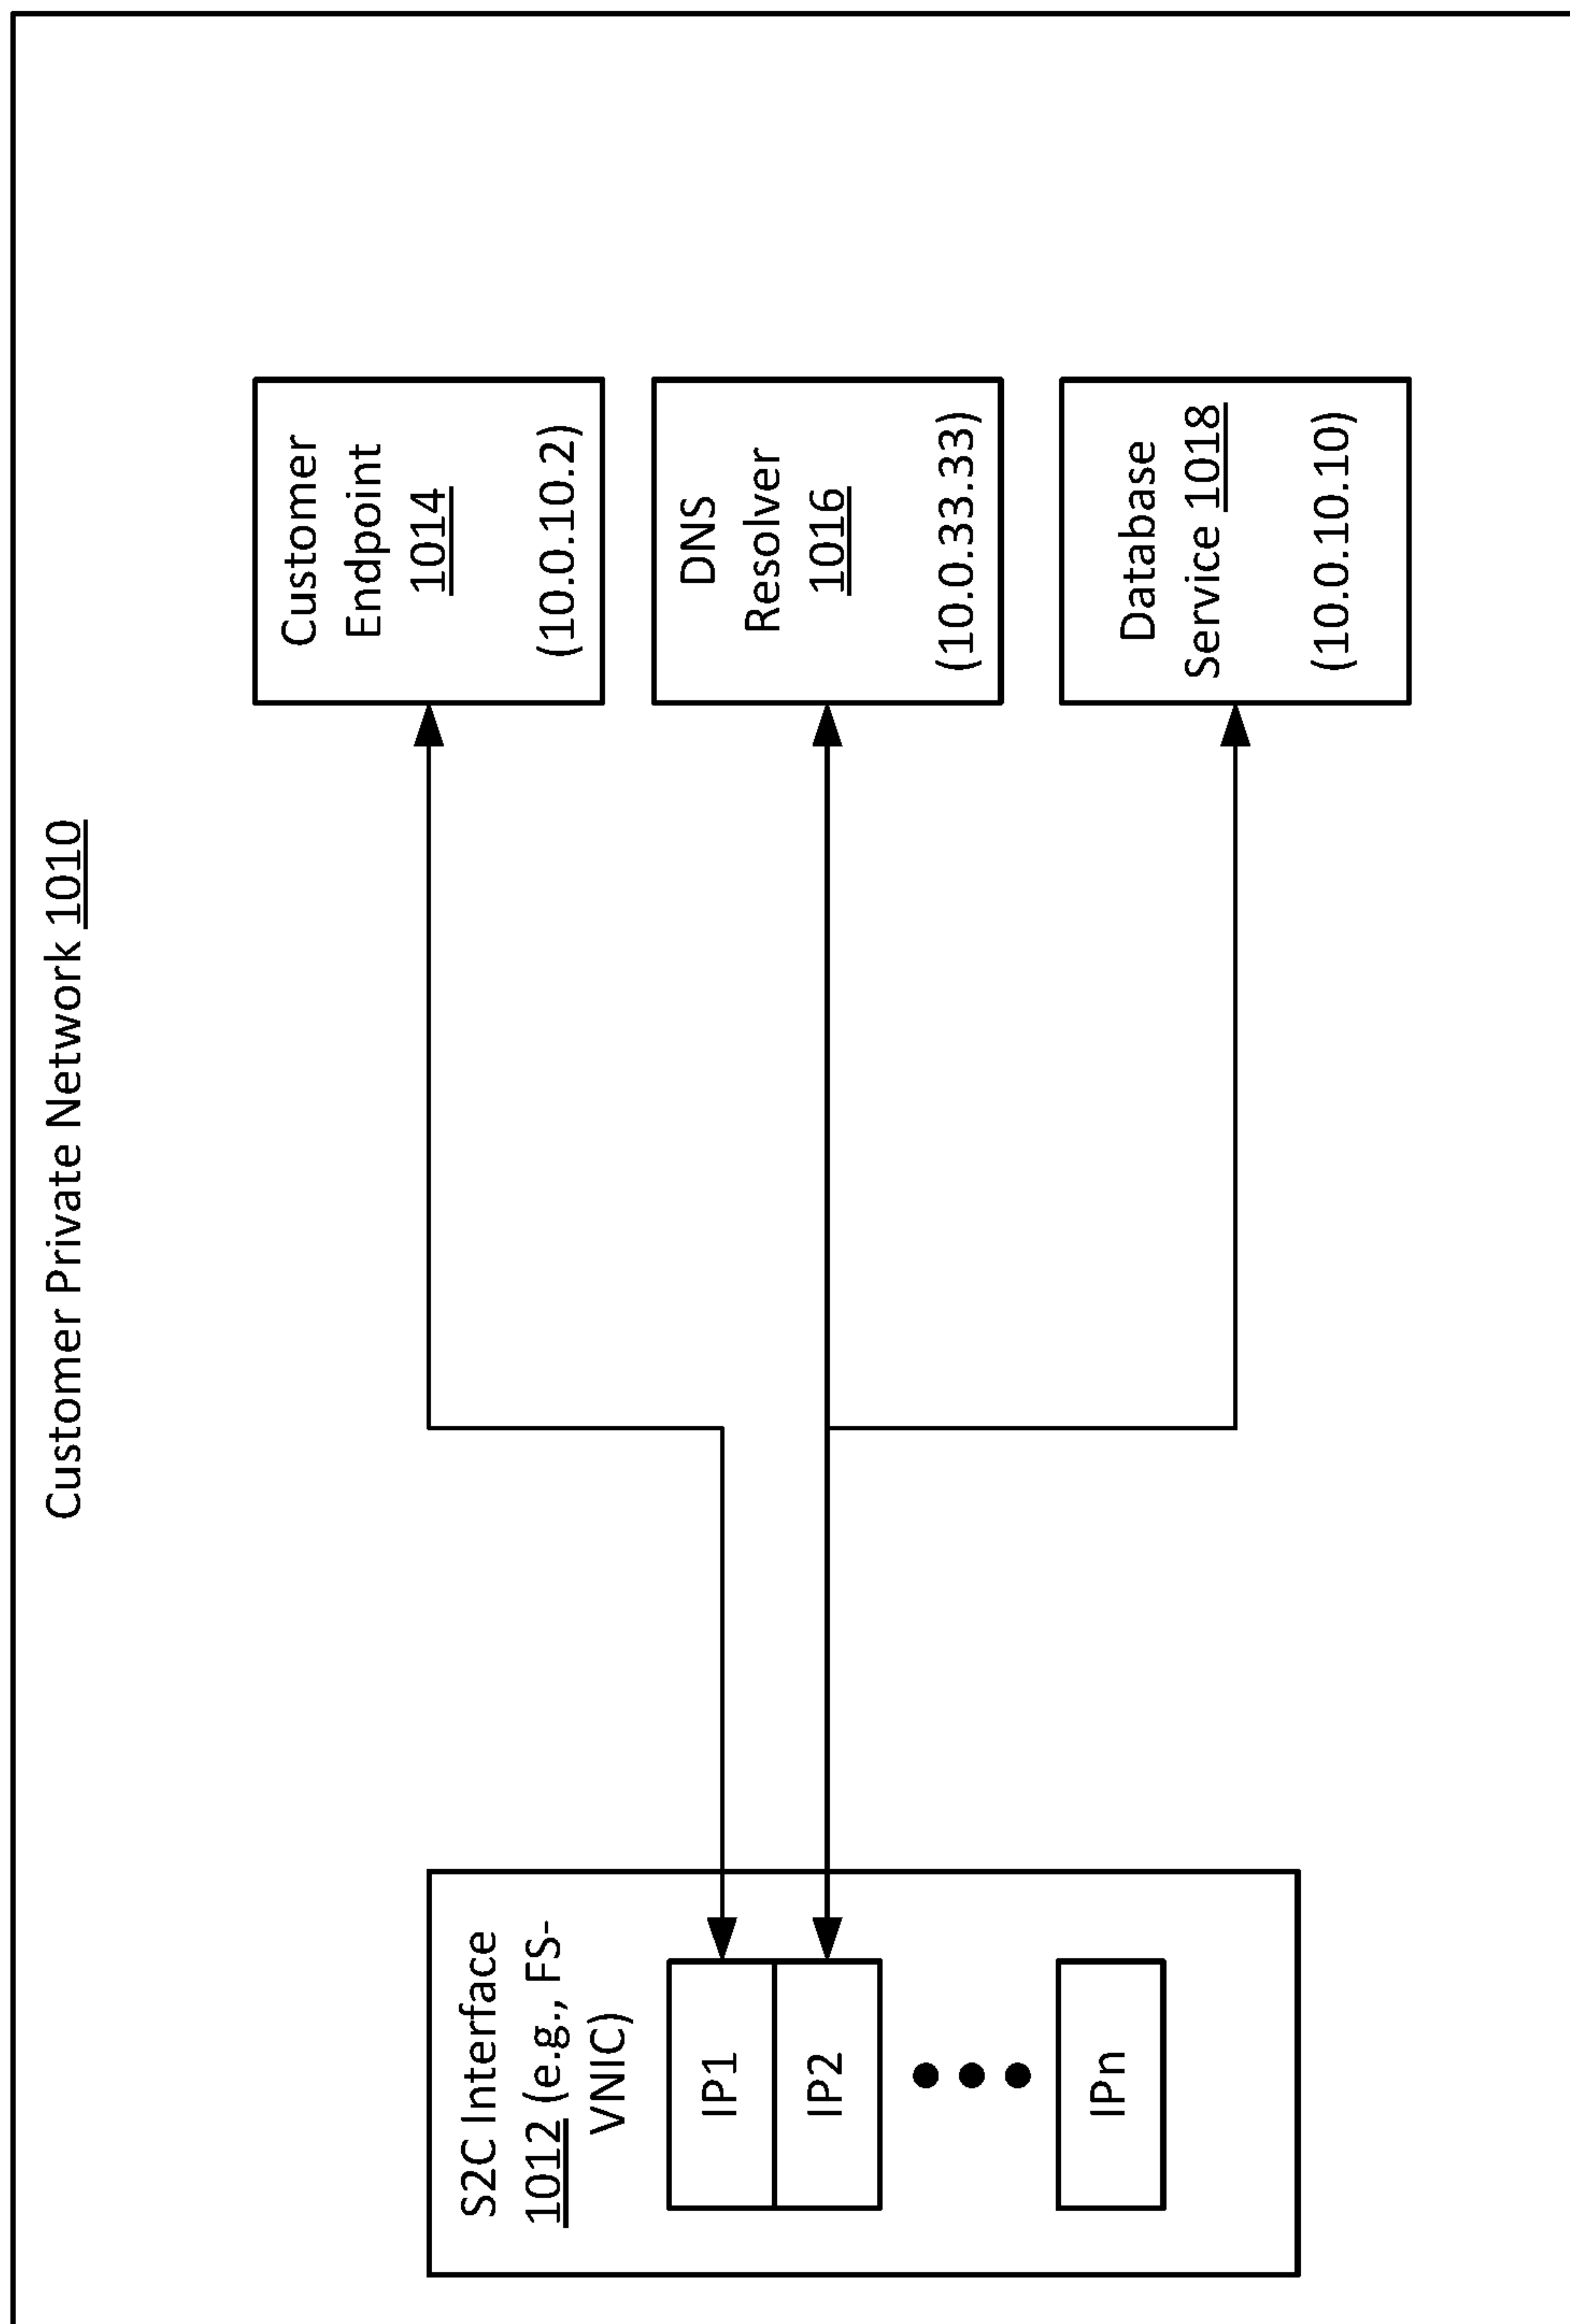 Customer Private Network 1010
S2C Interface
1012 (e.g., FS-
VNIC)
IP1
IP2
IPn
Customer
Endpoint
1014
(10.0.10.2)
DNS
Resolver
1016
(10.0.33.33)
Database
Service 1018
(10.0.10.10)